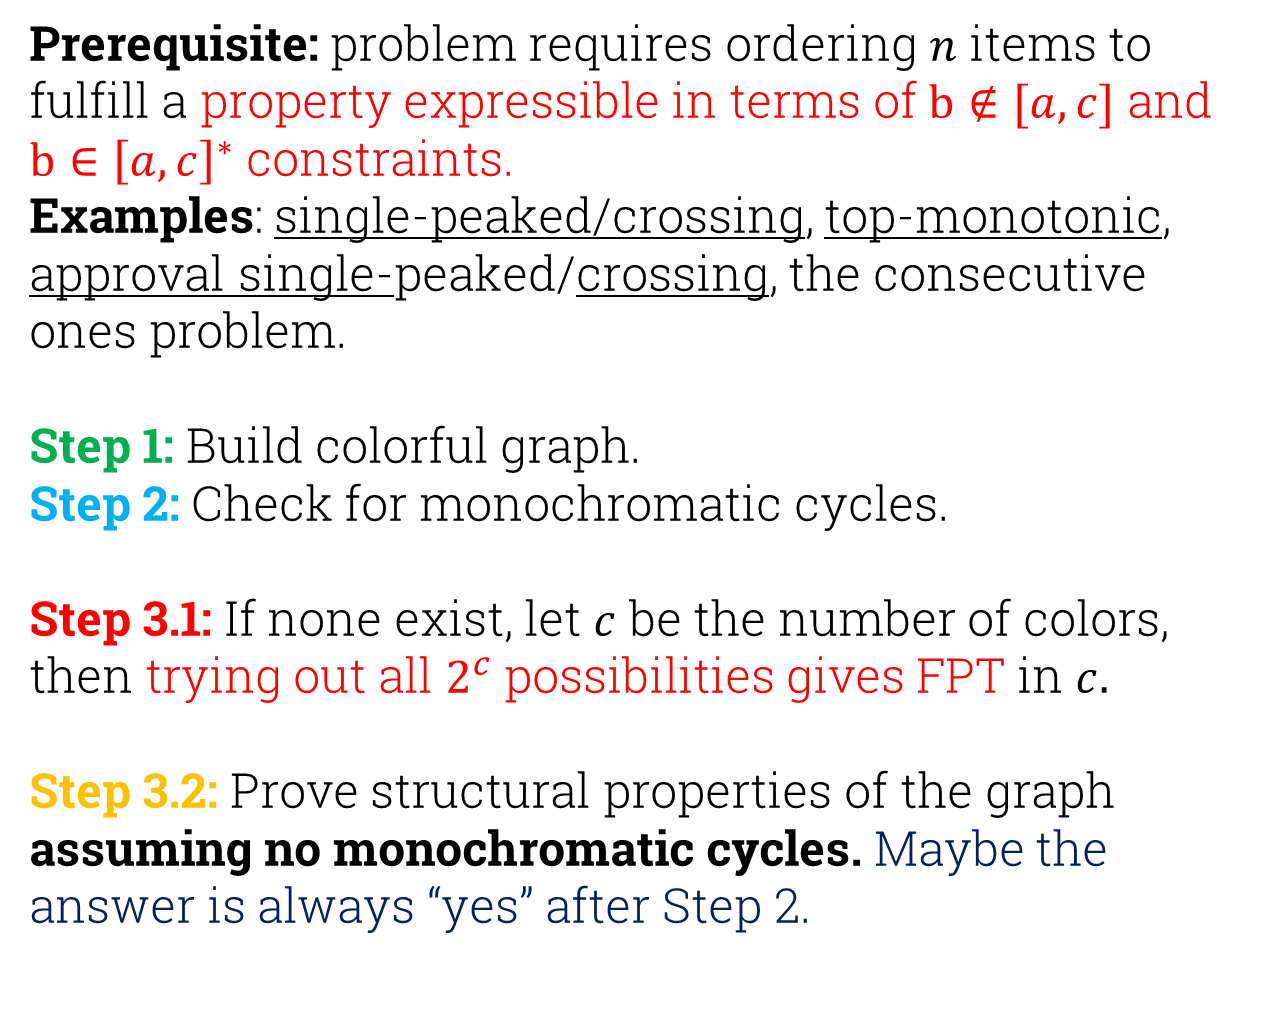 Prerequisite: problem requires ordering n items to
fulfill a property expressible in terms of b ∉ [a, c] and
b ∈ [a, c]* constraints.
Examples: single-peaked/crossing, top-monotonic,
approval single-peaked/crossing, the consecutive
ones problem.
Step 1: Build colorful graph.
Step 2: Check for monochromatic cycles.
Step 3.1: If none exist, let c be the number of colors,
then trying out all 2^c possibilities gives FPT in c.
Step 3.2: Prove structural properties of the graph
assuming no monochromatic cycles. Maybe the
answer is always “yes” after Step 2.